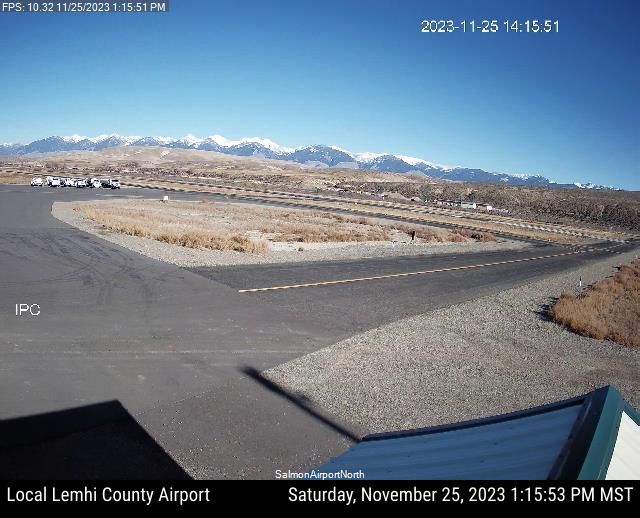 FPS: 10.32 11/25/2023 1:15:51 PM
2023-11-25 14:15:51
IPC
SalmonAirportNorth
Local Lemhi County Airport Saturday, November 25, 2023 1:15:53 PM MST